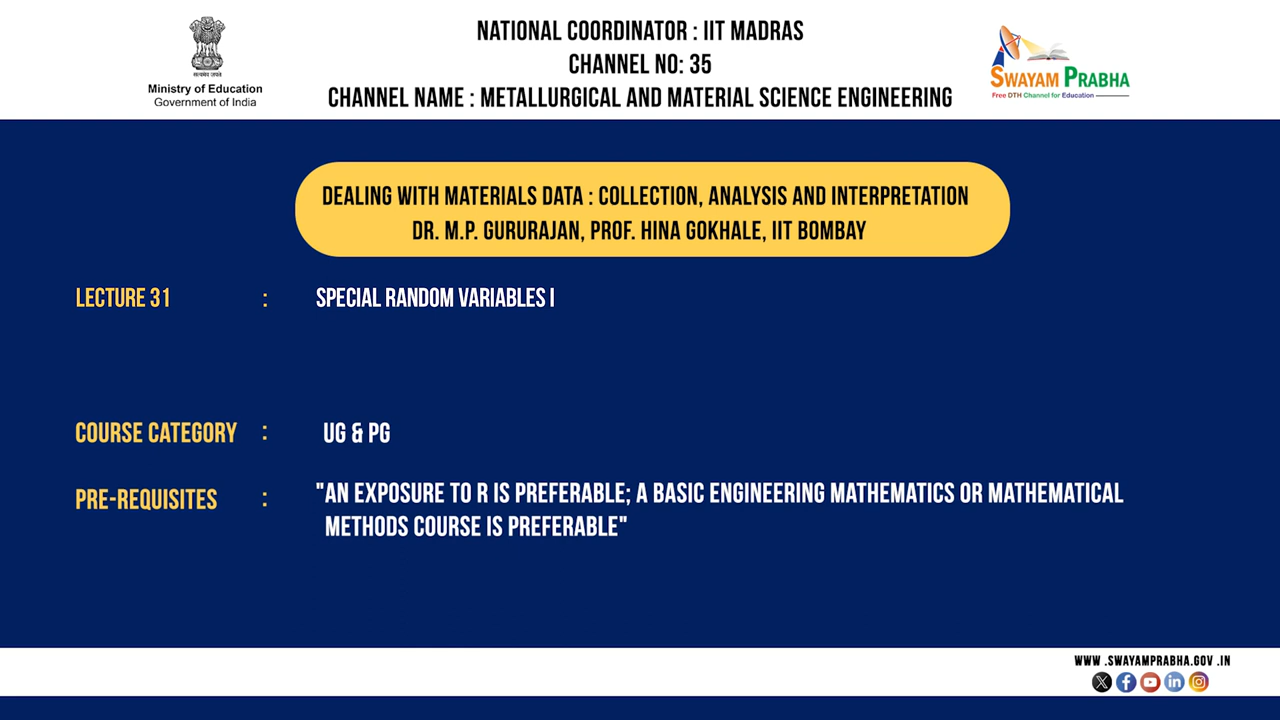 NATIONAL COORDINATOR : IIT MADRAS
CHANNEL NO: 35
CHANNEL NAME : METALLURGICAL AND MATERIAL SCIENCE ENGINEERING
सत्यमेव जयते
Ministry of Education
Government of India
SWAYAM PRABHA
Free DTH Channel for Education
DEALING WITH MATERIALS DATA : COLLECTION, ANALYSIS AND INTERPRETATION
DR. M.P. GURURAJAN, PROF. HINA GOKHALE, IIT BOMBAY
LECTURE 31 : SPECIAL RANDOM VARIABLES I
COURSE CATEGORY : UG & PG
PRE-REQUISITES : "AN EXPOSURE TO R IS PREFERABLE; A BASIC ENGINEERING MATHEMATICS OR MATHEMATICAL
METHODS COURSE IS PREFERABLE"
WWW .SWAYAMPRABHA.GOV .IN